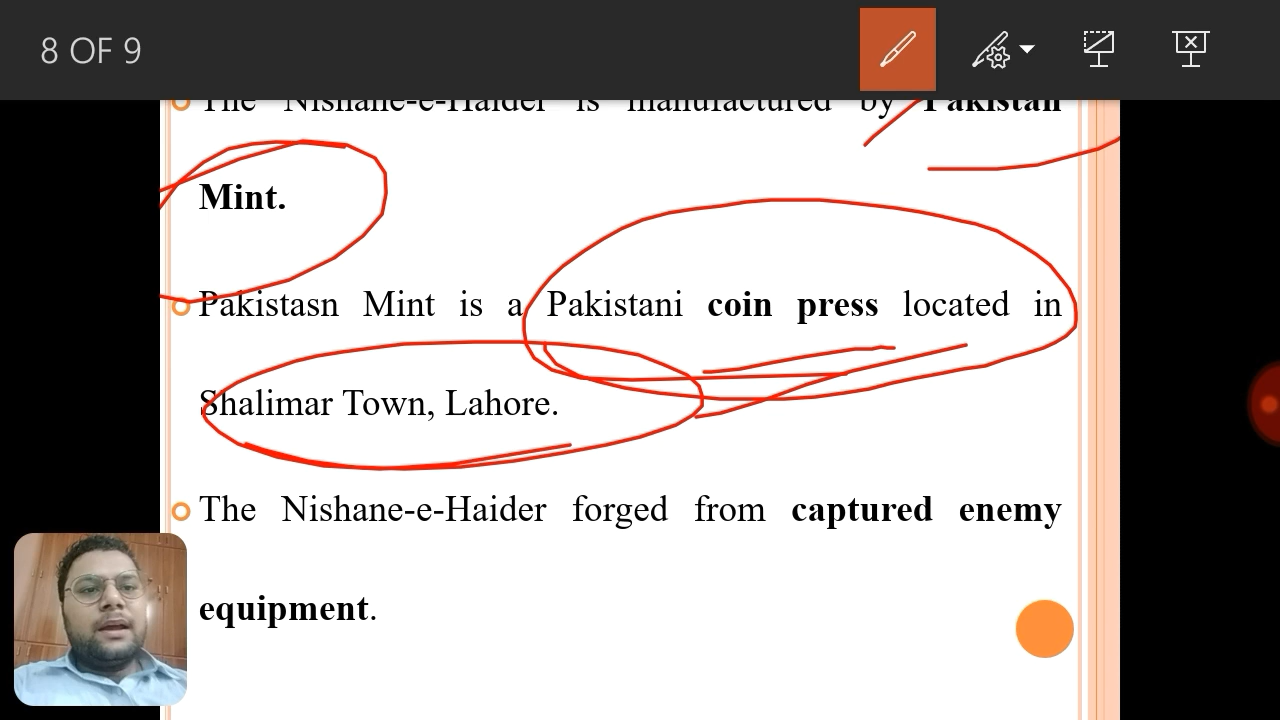 8 OF 9
The Nishane-e-Haider is manufactured by Pakistan
Mint.
Pakistasn Mint is a Pakistani coin press located in
Shalimar Town, Lahore.
The Nishane-e-Haider forged from captured enemy
equipment.